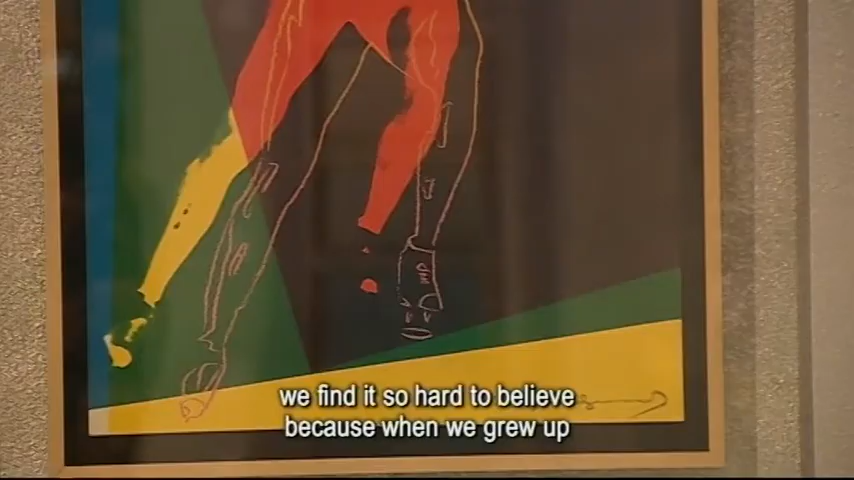 we find it so hard to believe
because when we grew up